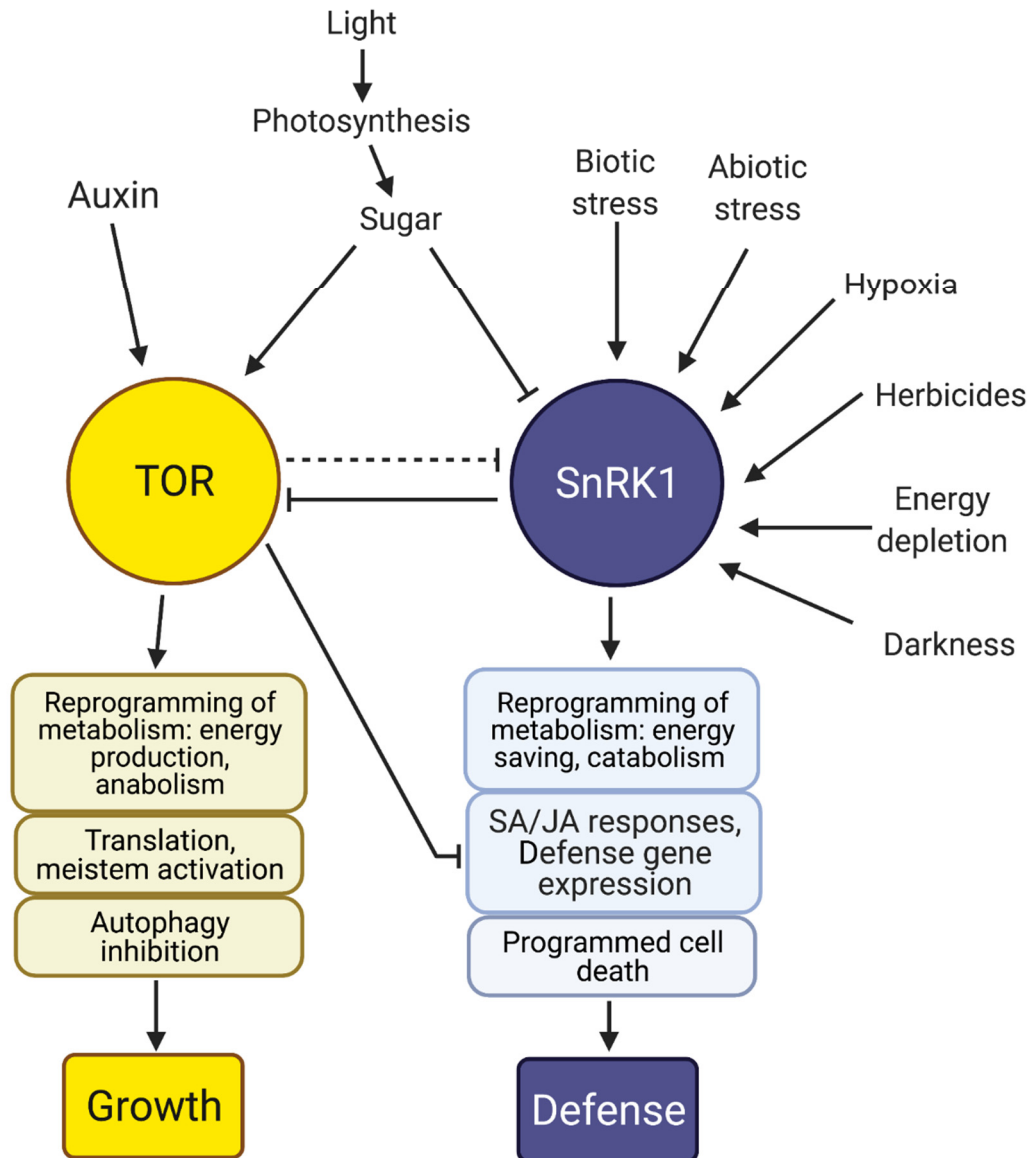 Light
Photosynthesis
Sugar
Auxin
Biotic
stress
Abiotic
stress
Hypoxia
Herbicides
Energy
depletion
Darkness
TOR
SnRK1
Reprogramming of
metabolism: energy
production,
anabolism
Translation,
meistem activation
Autophagy
inhibition
Growth
Reprogramming of
metabolism: energy
saving, catabolism
SA/JA responses,
Defense gene
expression
Programmed cell
death
Defense